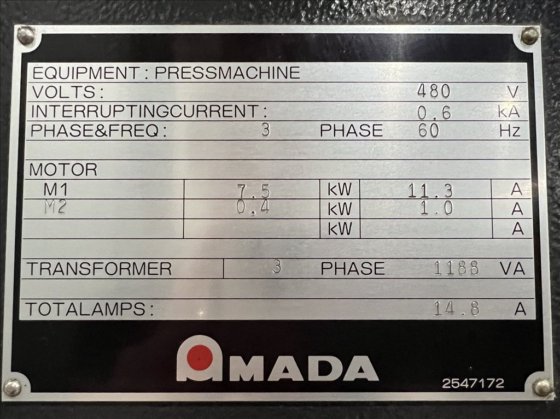 EQUIPMENT: PRESSMACHINE
VOLTS: 480 V
INTERRUPTINGCURRENT: 0.6 kA
PHASE&FREQ: 3 PHASE 60 Hz
MOTOR
M1 7.5 kW 11.3 A
M2 0.4 kW 1.0 A
kW A
TRANSFORMER 3 PHASE 1188 VA
TOTALAMPS: 14.8 A
AMADA
2547172